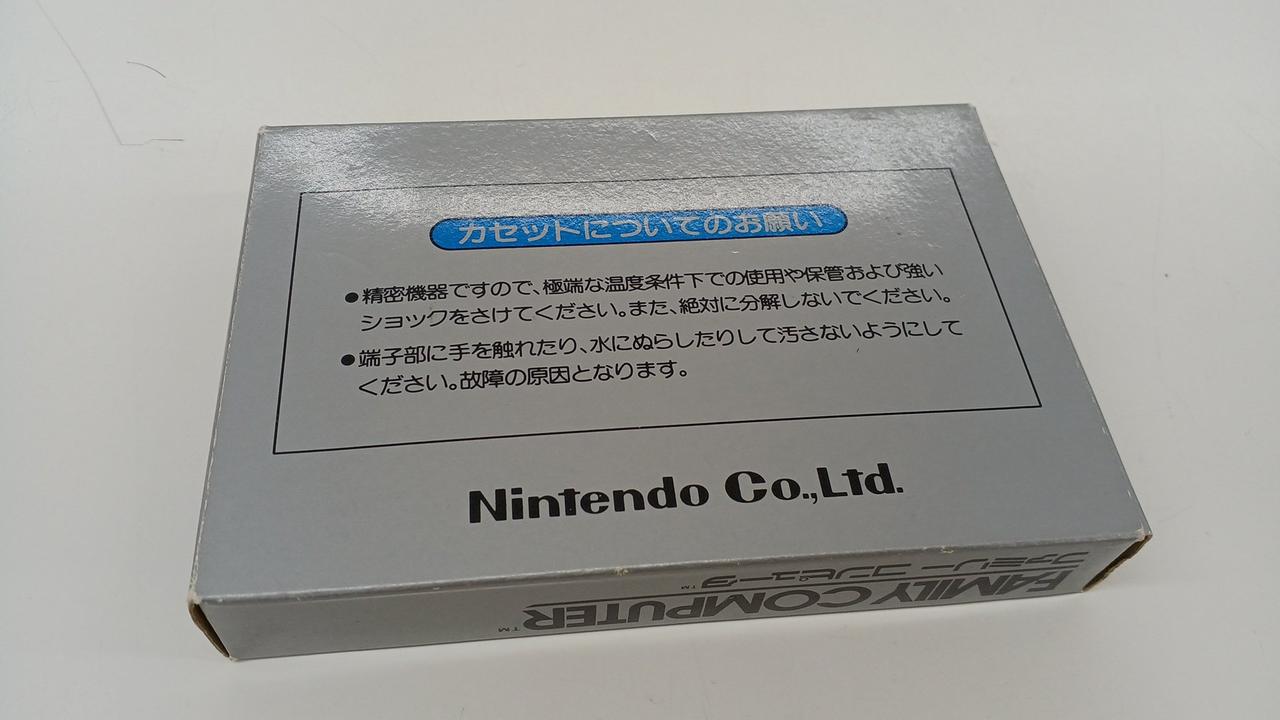 カセットについてのお願い
●精密機器ですので、極端な温度条件下での使用や保管および強い
ショックをさけてください。また、絶対に分解しないでください。
●端子部に手を触れたり、水にぬらしたりして汚さないようにして
ください。故障の原因となります。
Nintendo Co.,Ltd.
FAMILY COMPUTER™
ファミリー コンピュータ™